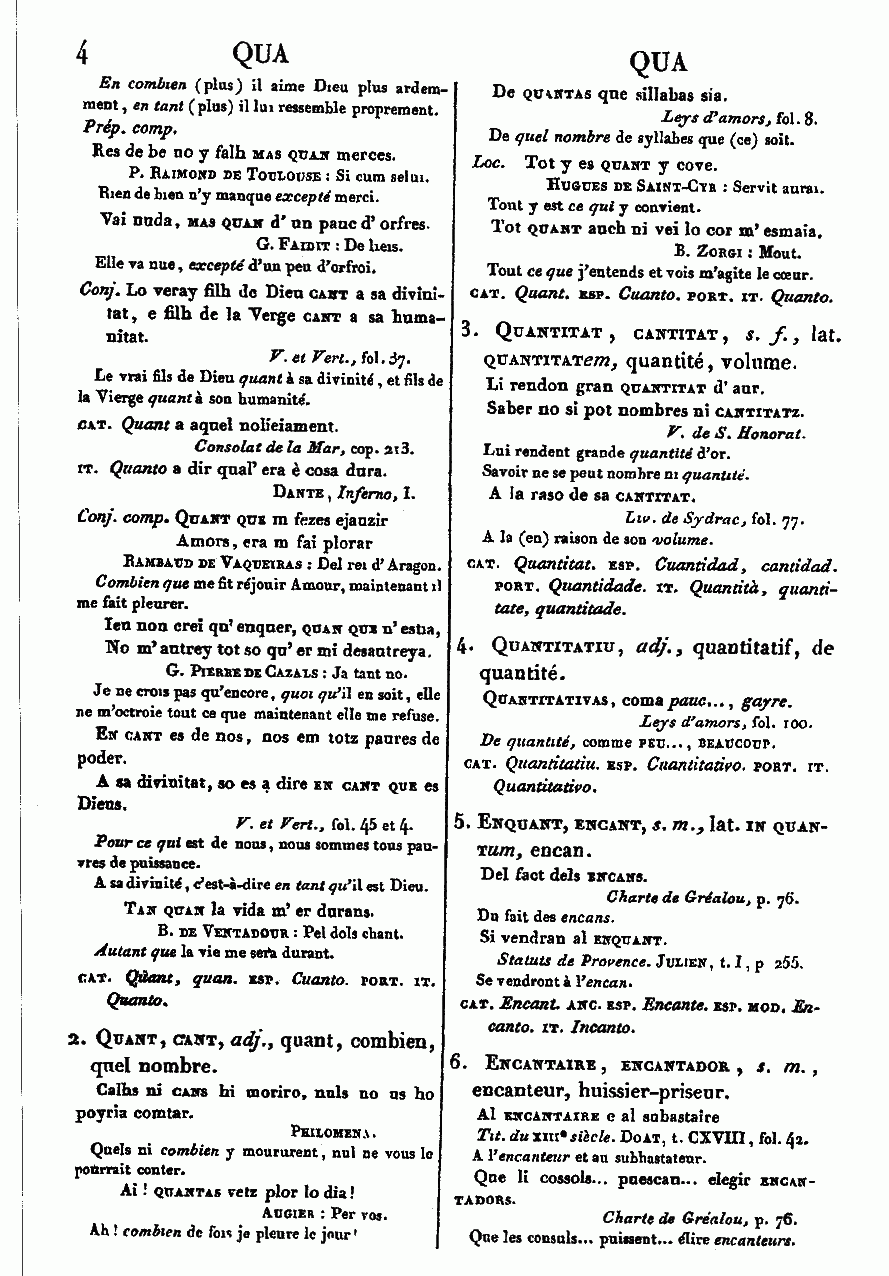 4 QUA QUA
En combien (plus) il aime Dieu plus ardem-
ment, en tant (plus) il lui ressemble proprement.
Prép. comp.
Res de be no y falh MAS QUAN merces.
P. RAIMOND DE TOULOUSE : Si cum selui.
Rien de bien n'y manque excepté merci.
Vai nuda, MAS QUAN d' un pauc d' orfres.
G. FAIDIT : De lieis.
Elle va nue, excepté d'un peu d'orfroi.
Conj. Lo veray filh de Dieu CANT a sa divini-
tat, e filh de la Verge CANT a sa huma-
nitat.
V. et Vert., fol. 37.
Le vrai fils de Dieu quant à sa divinité, et fils de
la Vierge quant à son humanité.
CAT. Quant a aquel nolieiament.
Consolat de la Mar, cop. 213.
IT. Quanto a dir qual' era è cosa dura.
DANTE, Inferno, I.
Conj. comp. QUANT QUE m fezes ejauzir
Amors, era m fai plorar
RAMBAUD DE VAQUEIRAS : Del rei d'Aragon.
Combien que me fit réjouir Amour, maintenant il
me fait pleurer.
Ieu non crei qu' enquer, QUAN QUE n' estia,
No m' autrey tot so qu' er mi desautreya.
G. PIERRE DE CAZALS : Ja tant no.
Je ne crois pas qu'encore, quoi qu'il en soit, elle
ne m'octroie tout ce que maintenant elle me refuse.
EN CANT es de nos, nos em totz paures de
poder.
A sa divinitat, so es a dire EN CANT QUE es
Dieus.
V. et Vert., fol. 45 et 4.
Pour ce qui est de nous, nous sommes tous pau-
vres de puissance.
A sa divinité, c'est-à-dire en tant qu'il est Dieu.
TAN QUAN la vida m' er durans.
B. DE VENTADOUR : Pel dols chant.
Autant que la vie me sera durant.
CAT. Quant, quan. ESP. Cuanto. PORT. IT.
Quanto.
2. QUANT, CANT, adj., quant, combien,
quel nombre.
Calhs ni CANS hi moriro, nuls no us ho
poyria comtar.
PHILOMENA.
Quels ni combien y moururent, nul ne vous le
pourrait conter.
Ai ! QUANTAS vetz plor lo dia !
AUGIER : Per vos.
Ah ! combien de fois je pleure le jour !
De QUANTAS que sillabas sia.
Leys d'amors, fol. 8.
De quel nombre de syllabes que (ce) soit.
Loc. Tot y es QUANT y cove.
HUGUES DE SAINT-CYR : Servit aurai.
Tout y est ce qui y convient.
Tot QUANT auch ni vei lo cor m' esmaia.
B. ZORGI : Mout.
Tout ce que j'entends et vois m'agite le cœur.
CAT. Quant. ESP. Cuanto. PORT. IT. Quanto.
3. QUANTITAT, CANTITAT, s. f., lat.
QUANTITATem, quantité, volume.
Li rendon gran QUANTITAT d' aur.
Saber no si pot nombres ni CANTITATZ.
V. de S. Honorat.
Lui rendent grande quantité d'or.
Savoir ne se peut nombre ni quantité.
A la raso de sa CANTITAT.
Liv. de Sydrac, fol. 77.
A la (en) raison de son volume.
CAT. Quantitat. ESP. Cuantidad, cantidad.
PORT. Quantidade. IT. Quantità, quanti-
tate, quantitade.
4. QUANTITATIU, adj., quantitatif, de
quantité.
QUANTITATIVAS, coma pauc..., gayre.
Leys d'amors, fol. 100.
De quantité, comme PEU..., BEAUCOUP.
CAT. Quantitatiu. ESP. Cuantitativo. PORT. IT.
Quantitativo.
5. ENQUANT, ENCANT, s. m., lat. IN QUAN-
TUm, encan.
Del fact dels ENCANS.
Charte de Gréalou, p. 76.
Du fait des encans.
Si vendran al ENQUANT.
Statuts de Provence. JULIEN, t. I, p 255.
Se vendront à l'encan.
CAT. Encant. ANC. ESP. Encante. ESP. MOD. En-
canto. IT. Incanto.
6. ENCANTAIRE, ENCANTADOR, s. m.,
encanteur, huissier-priseur.
Al ENCANTAIRE e al subastaire
Tit. du XIIIe siècle. DOAT, t. CXVIII, fol. 42.
A l'encanteur et au subhastateur.
Que li cossols... puescan... elegir ENCAN-
TADORS.
Charte de Gréalou, p. 76.
Que les consuls... puissent... élire encanteurs.